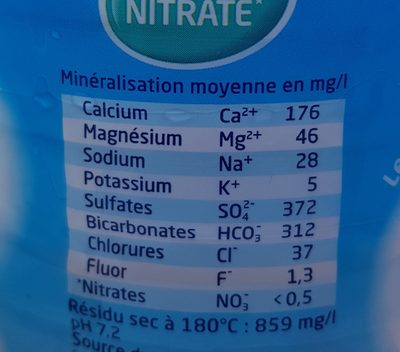 NITRATE*
Minéralisation moyenne en mg/l
Calcium Ca²⁺ 176
Magnésium Mg²⁺ 46
Sodium Na⁺ 28
Potassium K⁺ 5
Sulfates SO₄²⁻ 372
Bicarbonates HCO₃⁻ 312
Chlorures Cl⁻ 37
Fluor F⁻ 1,3
*Nitrates NO₃⁻ <0,5
Résidu sec à 180°C : 859 mg/l
pH 7.2
Source